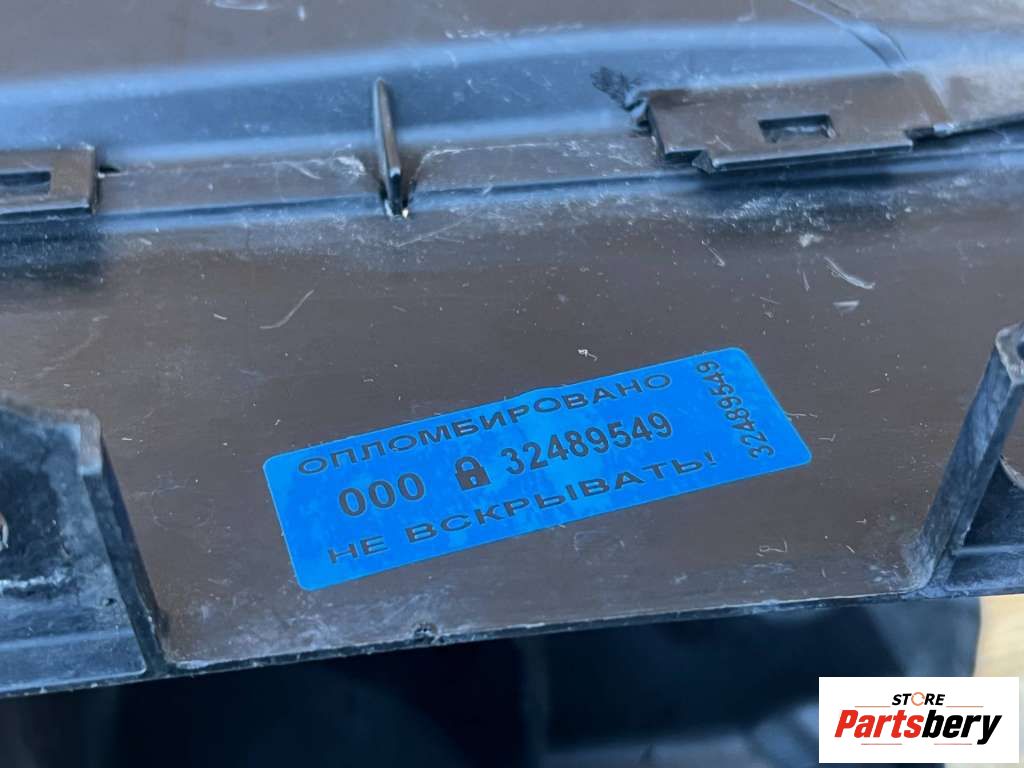 ОПЛОМБИРОВАНО
000 32489549
НЕ ВСКРЫВАТЬ!
32489549
STORE
Partsbery